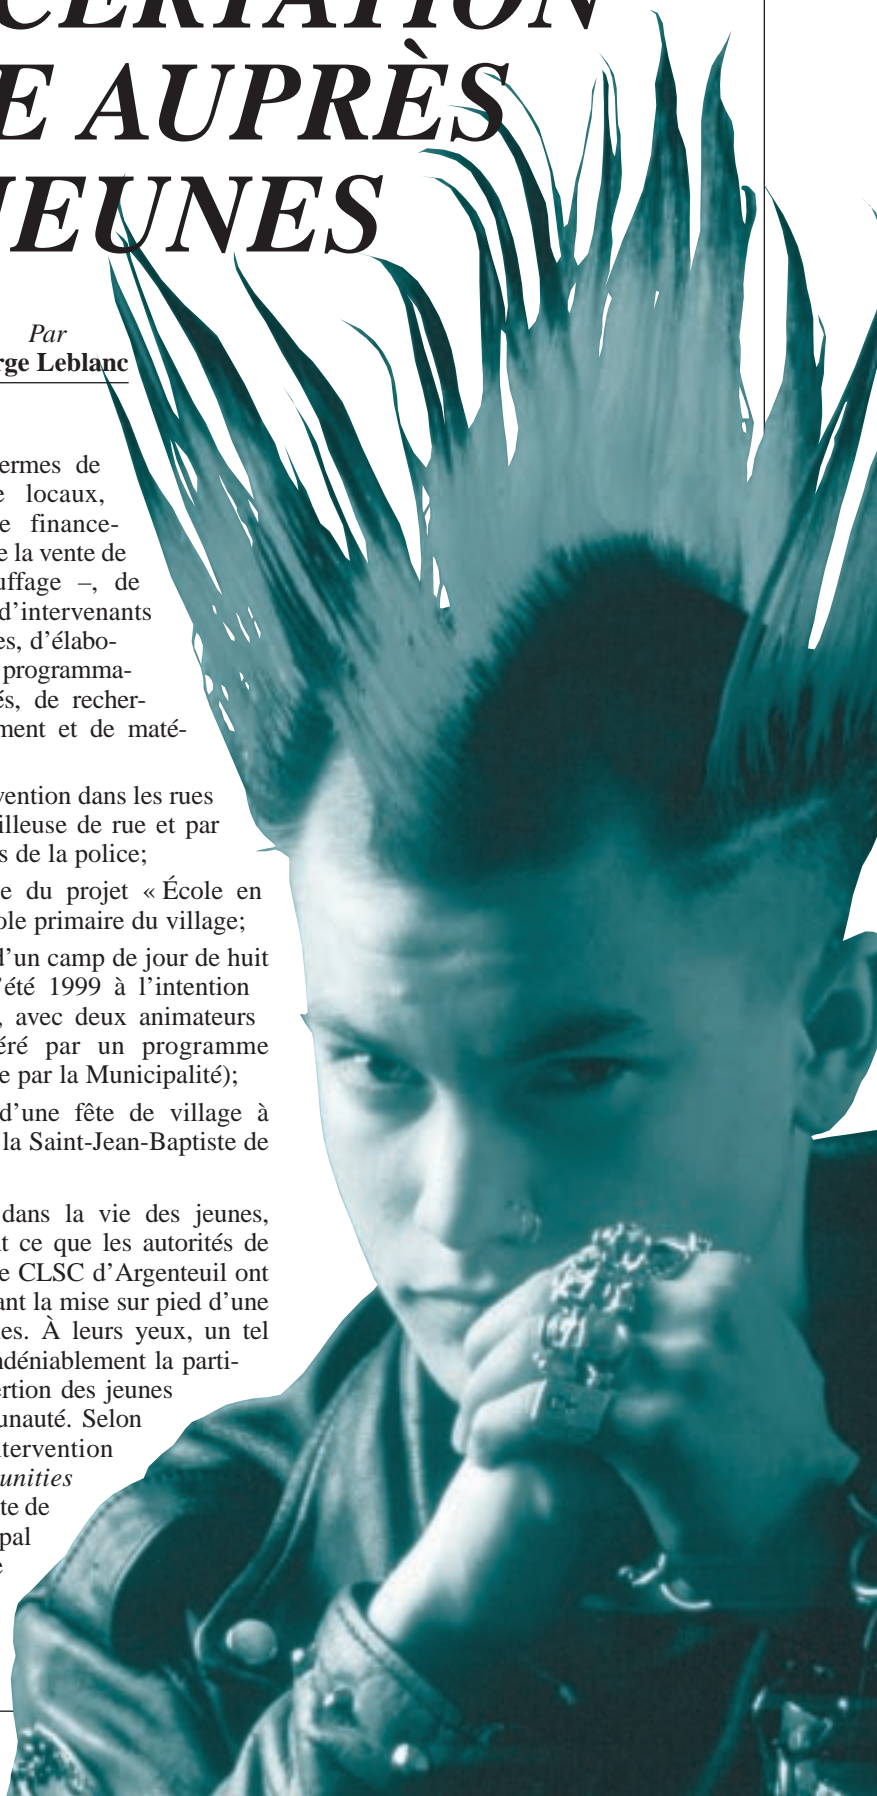 CERTATION
E AUPRÈS
JEUNES
Par
rge Leblanc
ermes de
e locaux,
e finance-
e la vente de
uffage –, de
d’intervenants
es, d’élabo-
programma-
és, de recher-
ment et de maté-
vention dans les rues
illeuse de rue et par
s de la police;
e du projet « École en
ole primaire du village;
d’un camp de jour de huit
’été 1999 à l’intention
, avec deux animateurs
éré par un programme
e par la Municipalité);
d’une fête de village à
la Saint-Jean-Baptiste de
dans la vie des jeunes,
t ce que les autorités de
e CLSC d’Argenteuil ont
ant la mise sur pied d’une
es. À leurs yeux, un tel
ndéniablement la parti-
ertion des jeunes
unauté. Selon
ntervention
unities
te de
pal
e